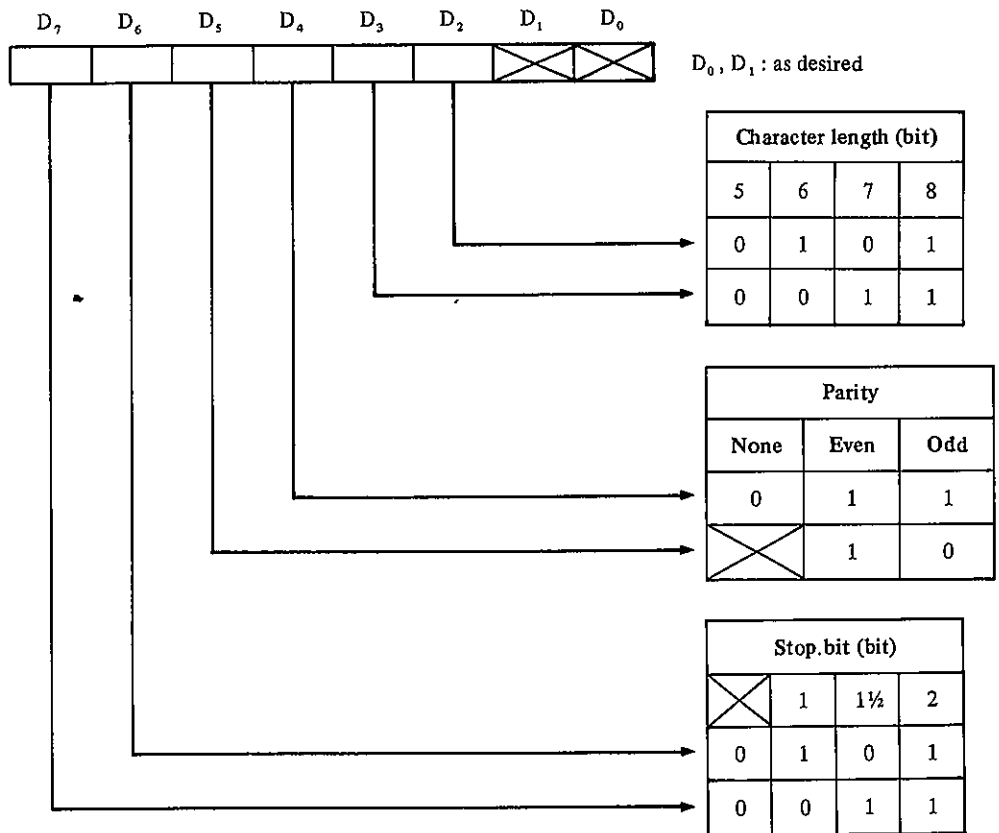 D₇ D₆ D₅ D₄ D₃ D₂ D₁ D₀
D₀, D₁ : as desired
Character length (bit)
5 6 7 8
0 1 0 1
0 0 1 1
Parity
None Even Odd
0 1 1
1 0
Stop.bit (bit)
1 1½ 2
0 1 0 1
0 0 1 1